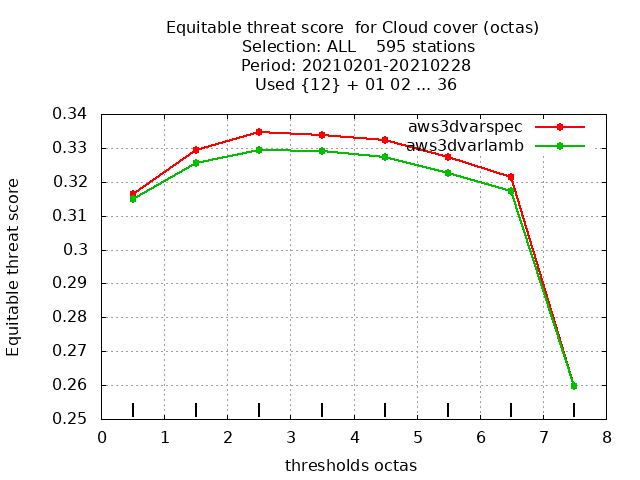 Equitable threat score  for Cloud cover (octas)
Selection: ALL    595 stations
Period: 20210201-20210228
Used {12} + 01 02 ... 36
aws3dvarspec
aws3dvarlamb
Equitable threat score
0.34
0.33
0.32
0.31
0.3
0.29
0.28
0.27
0.26
0.25
0 1 2 3 4 5 6 7 8
thresholds octas